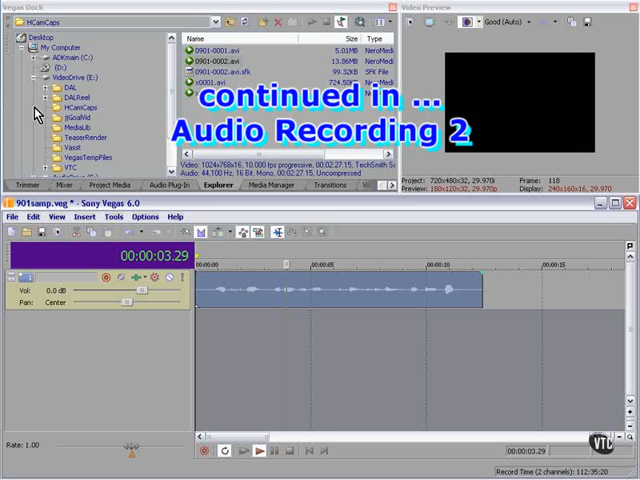 Vegas Dock
Video Preview
HCamCaps
Good (Auto)
Desktop
My Computer
ADKmain (C:)
(D:)
VideoDrive (E:)
DAL
DALReel
HCamCaps
jjGoalVid
MediaLib
TeaserRender
Vasst
VegasTempFiles
VTC
Name
Size
Type
0901-0001.avi 5.01MB NeroMedi
0901-0002.avi 13.86MB NeroMedi
0901-0002.avi.sfk 99.32KB SFK File
x0001.avi 724.50 NeroMedi
continued in ...
Audio Recording 2
Video: 1024x768x16, 10.000 fps progressive, 00:02:27.15, TechSmith Scre
Audio: 44,100 Hz, 16 Bit, Mono, 00:02:27.15, Uncompressed
Trimmer Mixer Project Media Audio Plug-In Explorer Media Manager Transitions
Project: 720x480x32, 29.970i Frame: 118
Preview: 180x120x32, 29.970p Display: 240x160x16, 29.970
901samp.veg * - Sony Vegas 6.0
File Edit View Insert Tools Options Help
00:00:03.29
00:00:00 00:00:05 00:00:10 00:00:15
1
Vol: 0.0 dB
Pan: Center
Rate: 1.00
00:00:03.29
VTC
Record Time (2 channels): 112:35:20